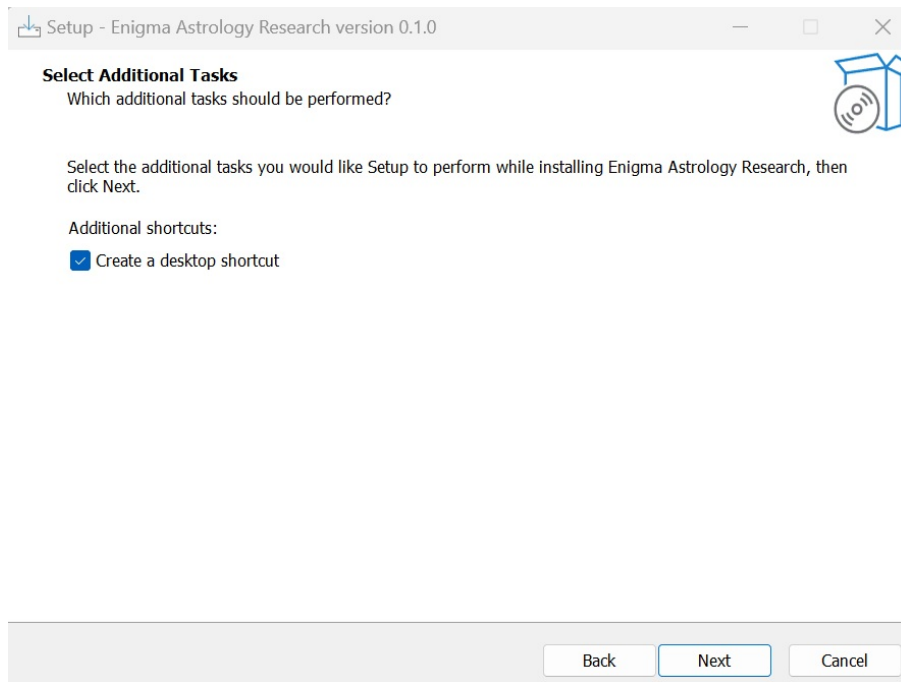 Setup - Enigma Astrology Research version 0.1.0
Select Additional Tasks
Which additional tasks should be performed?
Select the additional tasks you would like Setup to perform while installing Enigma Astrology Research, then
click Next.
Additional shortcuts:
Create a desktop shortcut
Back
Next
Cancel